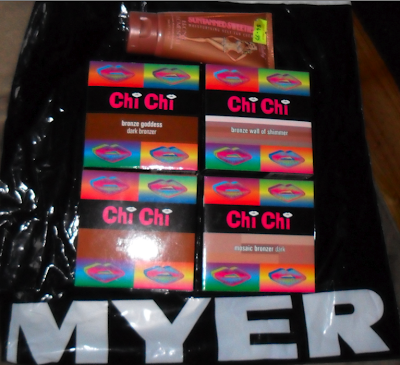 Chi Chi
bronze goddess
dark bronzer
Chi Chi
bronze wall of shimmer
Chi Chi
Chi Chi
mosaic bronzer dark
MYER